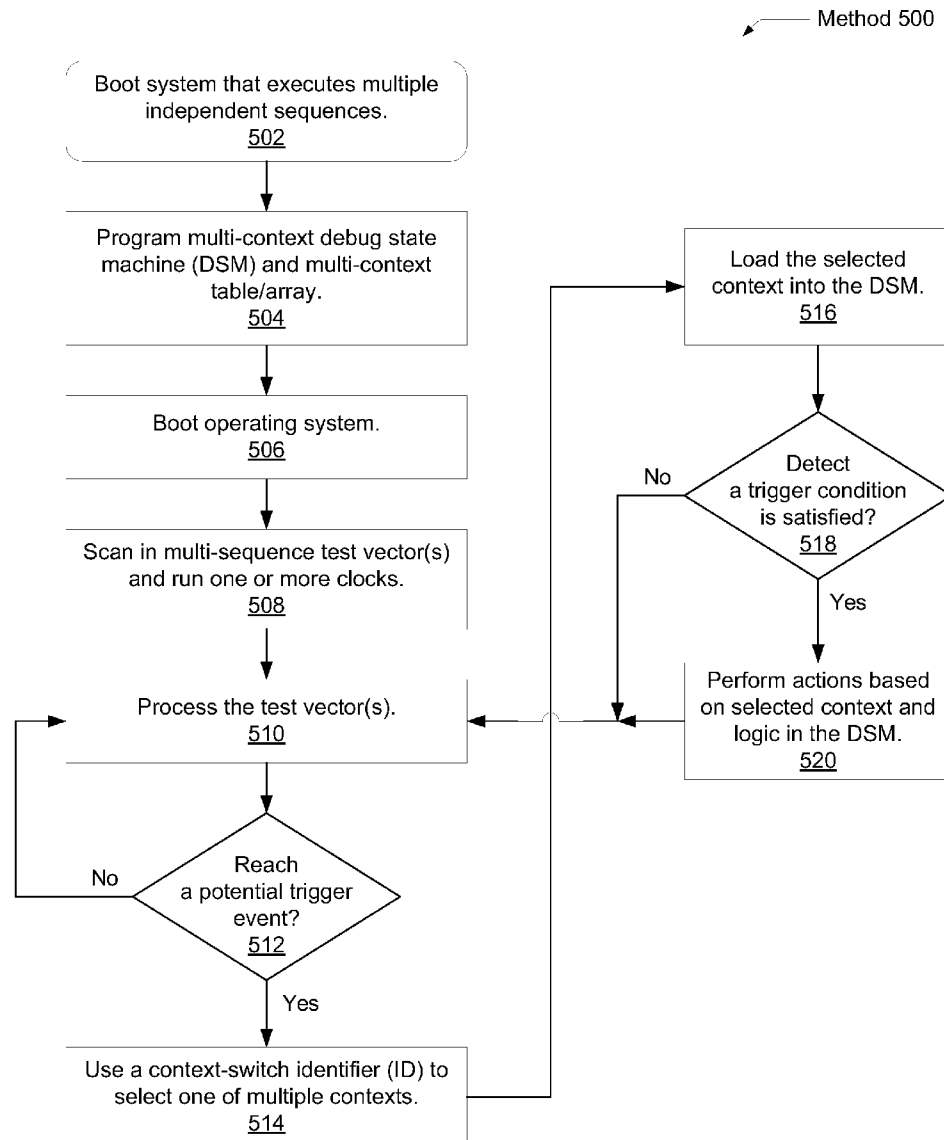 Method 500
Boot system that executes multiple
independent sequences.
502
Program multi-context debug state
machine (DSM) and multi-context
table/array.
504
Boot operating system.
506
Scan in multi-sequence test vector(s)
and run one or more clocks.
508
Process the test vector(s).
510
No
Reach
a potential trigger
event?
512
Yes
Use a context-switch identifier (ID) to
select one of multiple contexts.
514
Load the selected
context into the DSM.
516
No
Detect
a trigger condition
is satisfied?
518
Yes
Perform actions based
on selected context and
logic in the DSM.
520